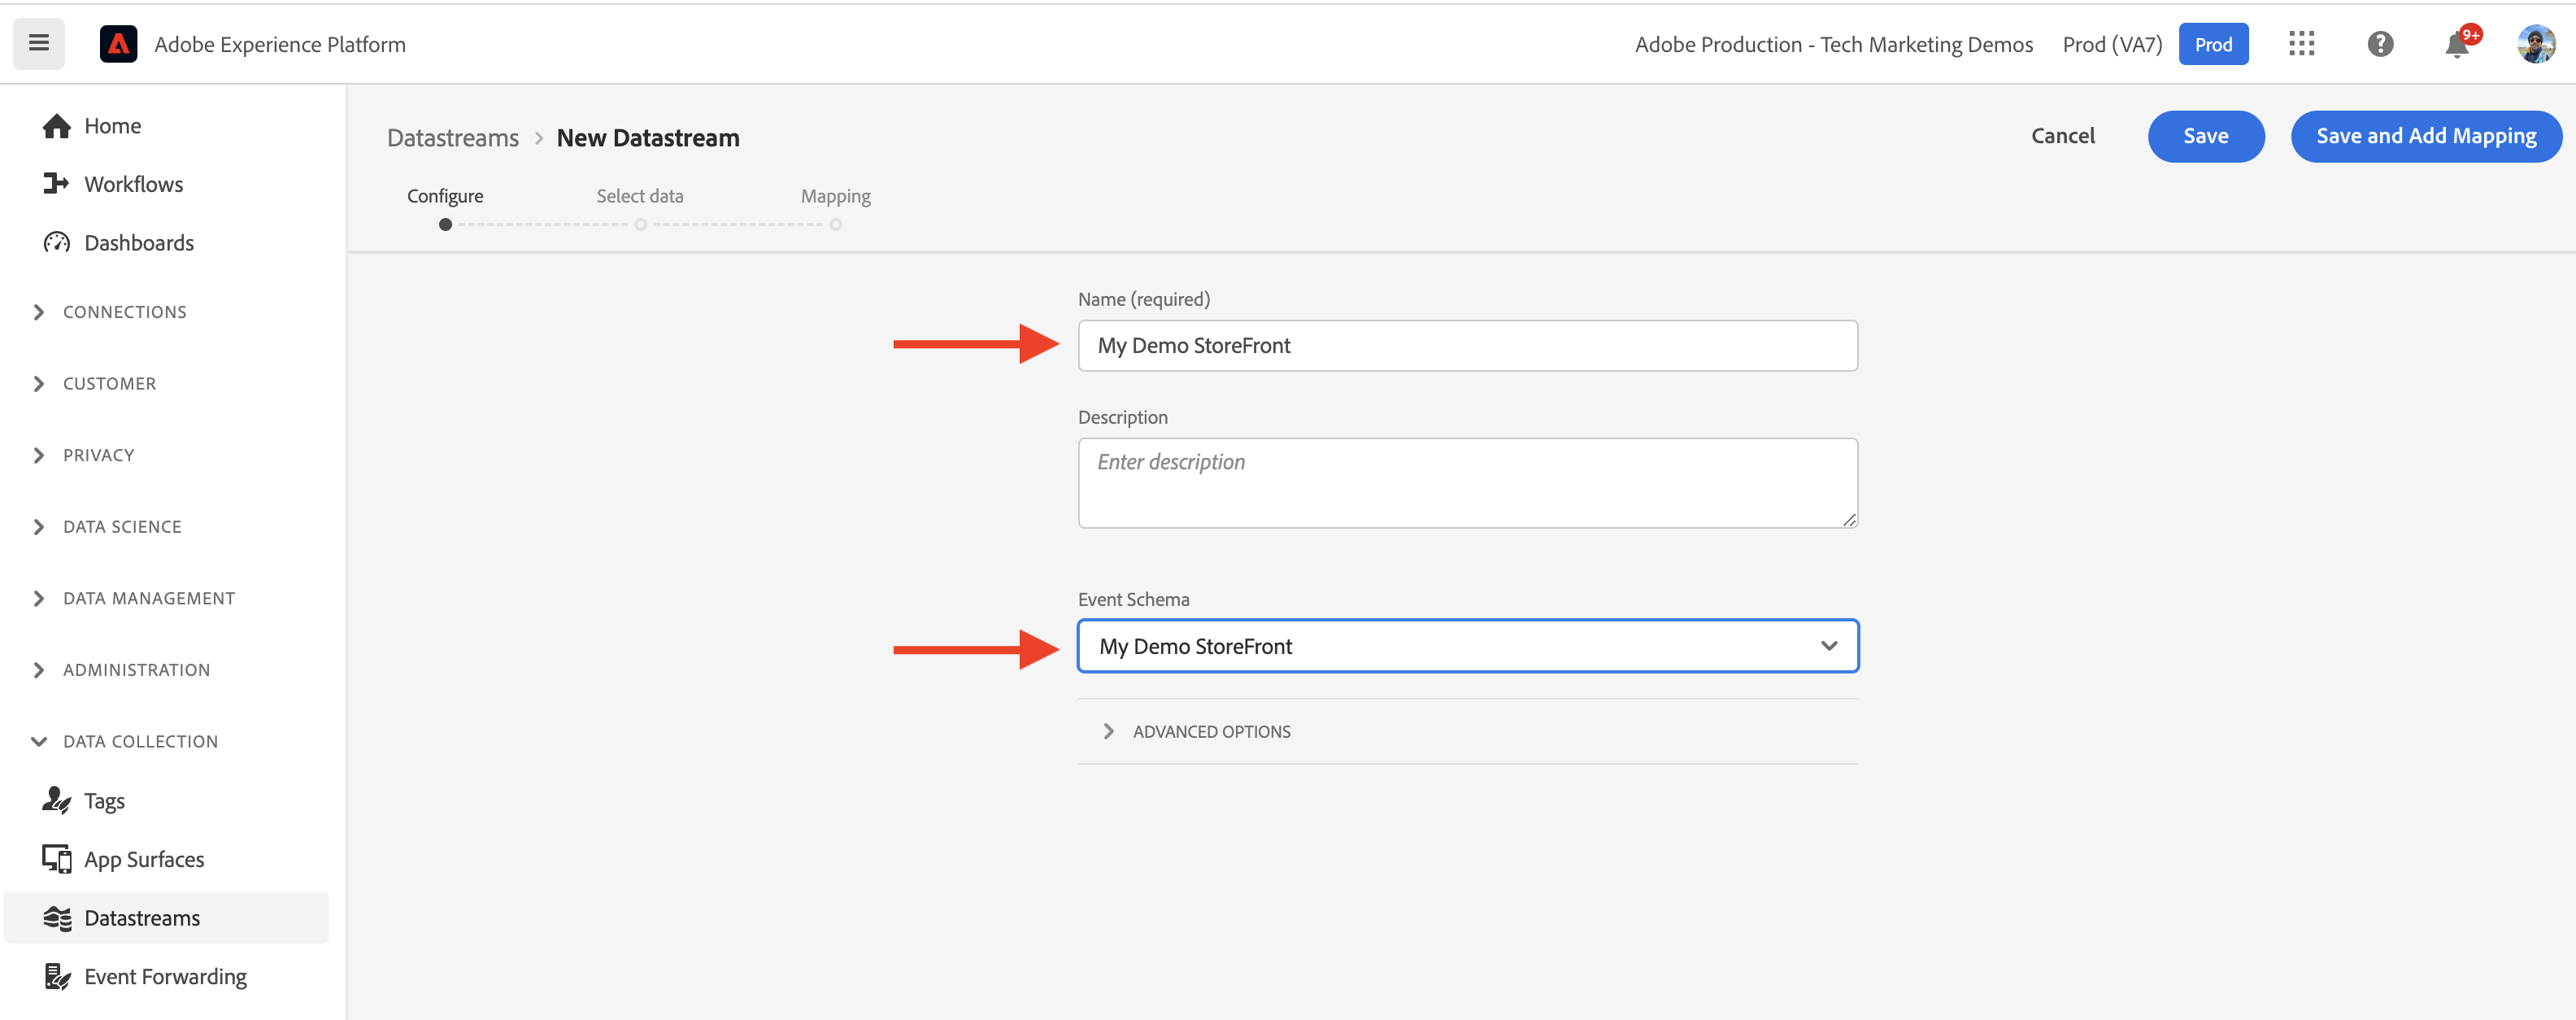 Adobe Experience Platform
Adobe Production - Tech Marketing Demos
Prod (VA7)
Prod
9+
Home
Workflows
Dashboards
CONNECTIONS
CUSTOMER
PRIVACY
DATA SCIENCE
DATA MANAGEMENT
ADMINISTRATION
DATA COLLECTION
Tags
App Surfaces
Datastreams
Event Forwarding
Datastreams > New Datastream
Cancel
Save
Save and Add Mapping
Configure
Select data
Mapping
Name (required)
My Demo StoreFront
Description
Enter description
Event Schema
My Demo StoreFront
ADVANCED OPTIONS